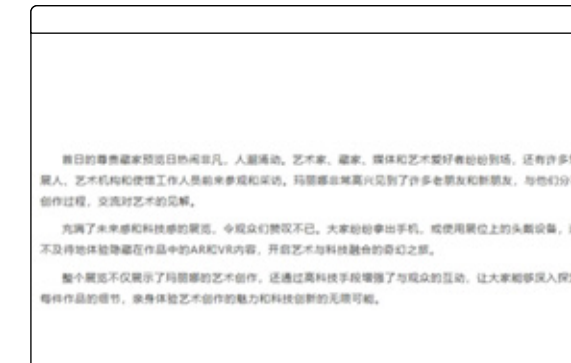 首日的尊贵藏家预览日热闹非凡，人潮涌动。艺术家、藏家、媒体和艺术爱好者纷纷到场，还有许多
展人、艺术机构和使馆工作人员前来参观和采访。玛丽娜非常高兴见到了许多老朋友和新朋友，与他们分
创作过程，交流对艺术的见解。
充满了未来感和科技感的展览，令观众们赞叹不已。大家纷纷拿出手机，或使用展位上的头戴设备，
不及待地体验隐藏在作品中的AR和VR内容，开启艺术与科技融合的奇幻之旅。
整个展览不仅展示了玛丽娜的艺术创作，还通过高科技手段增强了与观众的互动，让大家能够深入探
每件作品的细节，亲身体验艺术创作的魅力和科技创新的无限可能。